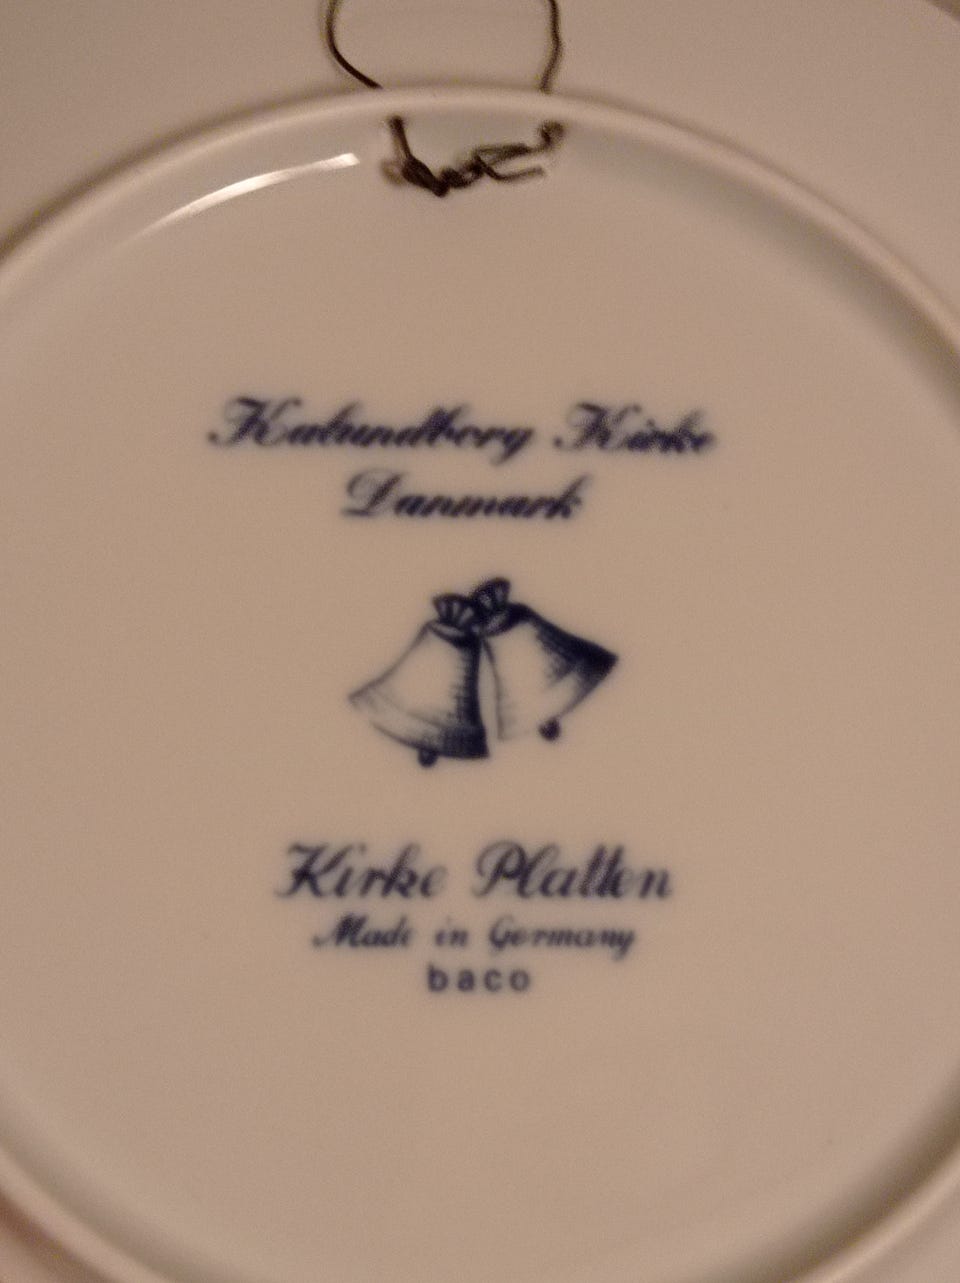 Kalundborg Kirke
Danmark
Kirke Platten
Made in Germany
baco